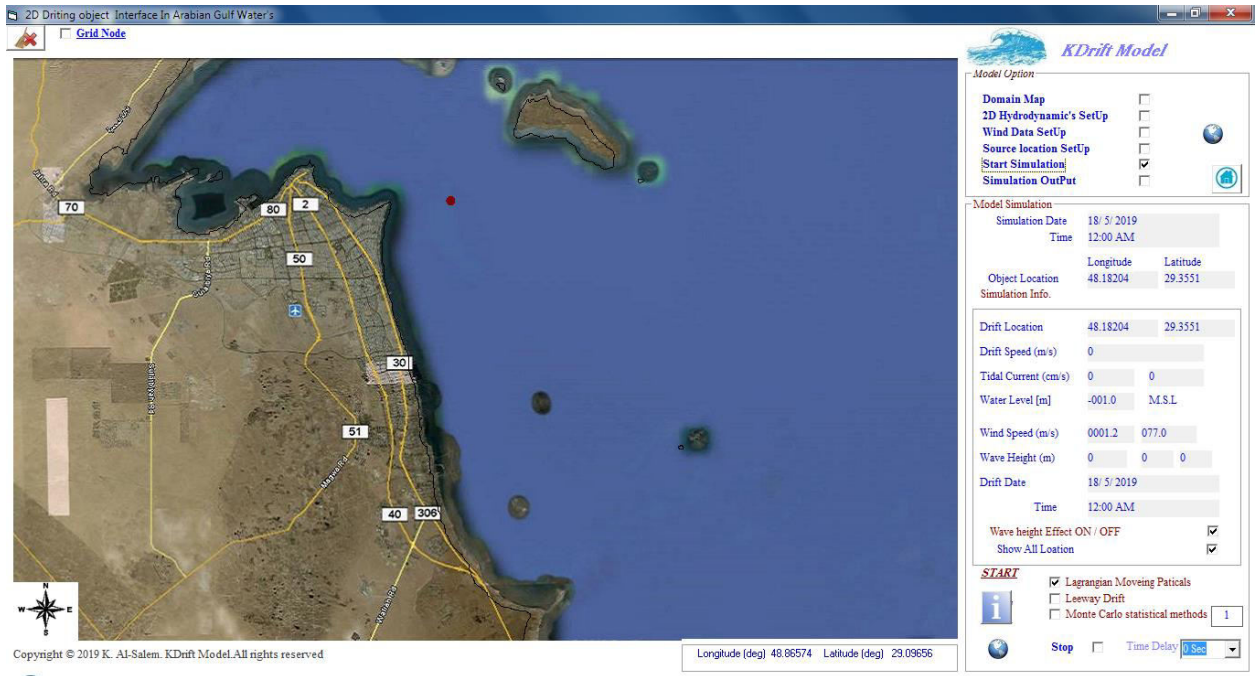 2D Driting object Interface In Arabian Gulf Water's
Grid Node
KDrift Model
Model Option
Domain Map
2D Hydrodynamic's SetUp
Wind Data SetUp
Source location SetUp
Start Simulation
Simulation OutPut
Model Simulation
Simulation Date 18/ 5/ 2019
Time 12:00 AM
Longitude Latitude
Object Location 48.18204 29.3551
Simulation Info.
Drift Location 48.18204 29.3551
Drift Speed (m/s) 0
Tidal Current (cm/s) 0 0
Water Level [m] -001.0 M.S.L
Wind Speed (m/s) 0001.2 077.0
Wave Height (m) 0 0 0
Drift Date 18/ 5/ 2019
Time 12:00 AM
Wave height Effect ON / OFF
Show All Loation
START
Lagrangian Moveing Paticals
Leeway Drift
Monte Carlo statistical methods 1
Stop Time Delay 0 Sec
Jahra Rd
70
80
2
50
30
51
Magwa Rd
40
306
N
W E
S
Copyright © 2019 K. Al-Salem. KDrift Model.All rights reserved
Longitude (deg) 48.86574 Latitude (deg) 29.09656